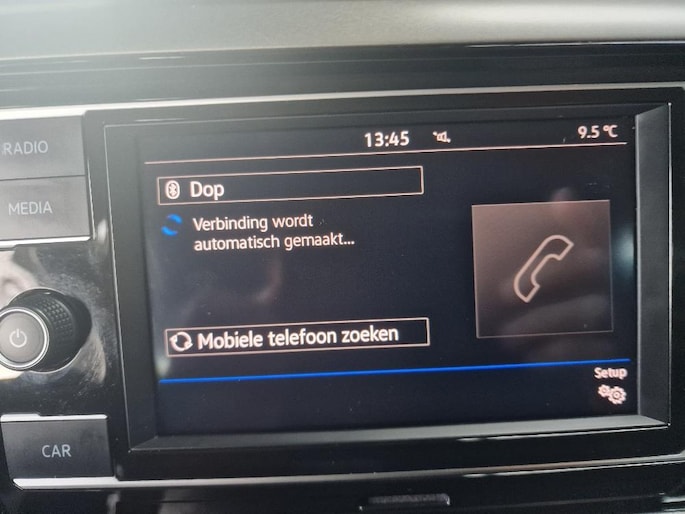 13:45 9.5 °C
RADIO
MEDIA
Dop
Verbinding wordt
automatisch gemaakt...
Mobiele telefoon zoeken
Setup
CAR